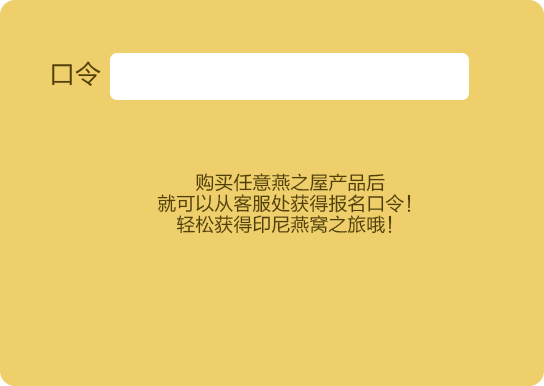 口令
购买任意燕之屋产品后
就可以从客服处获得报名口令！
轻松获得印尼燕窝之旅哦！